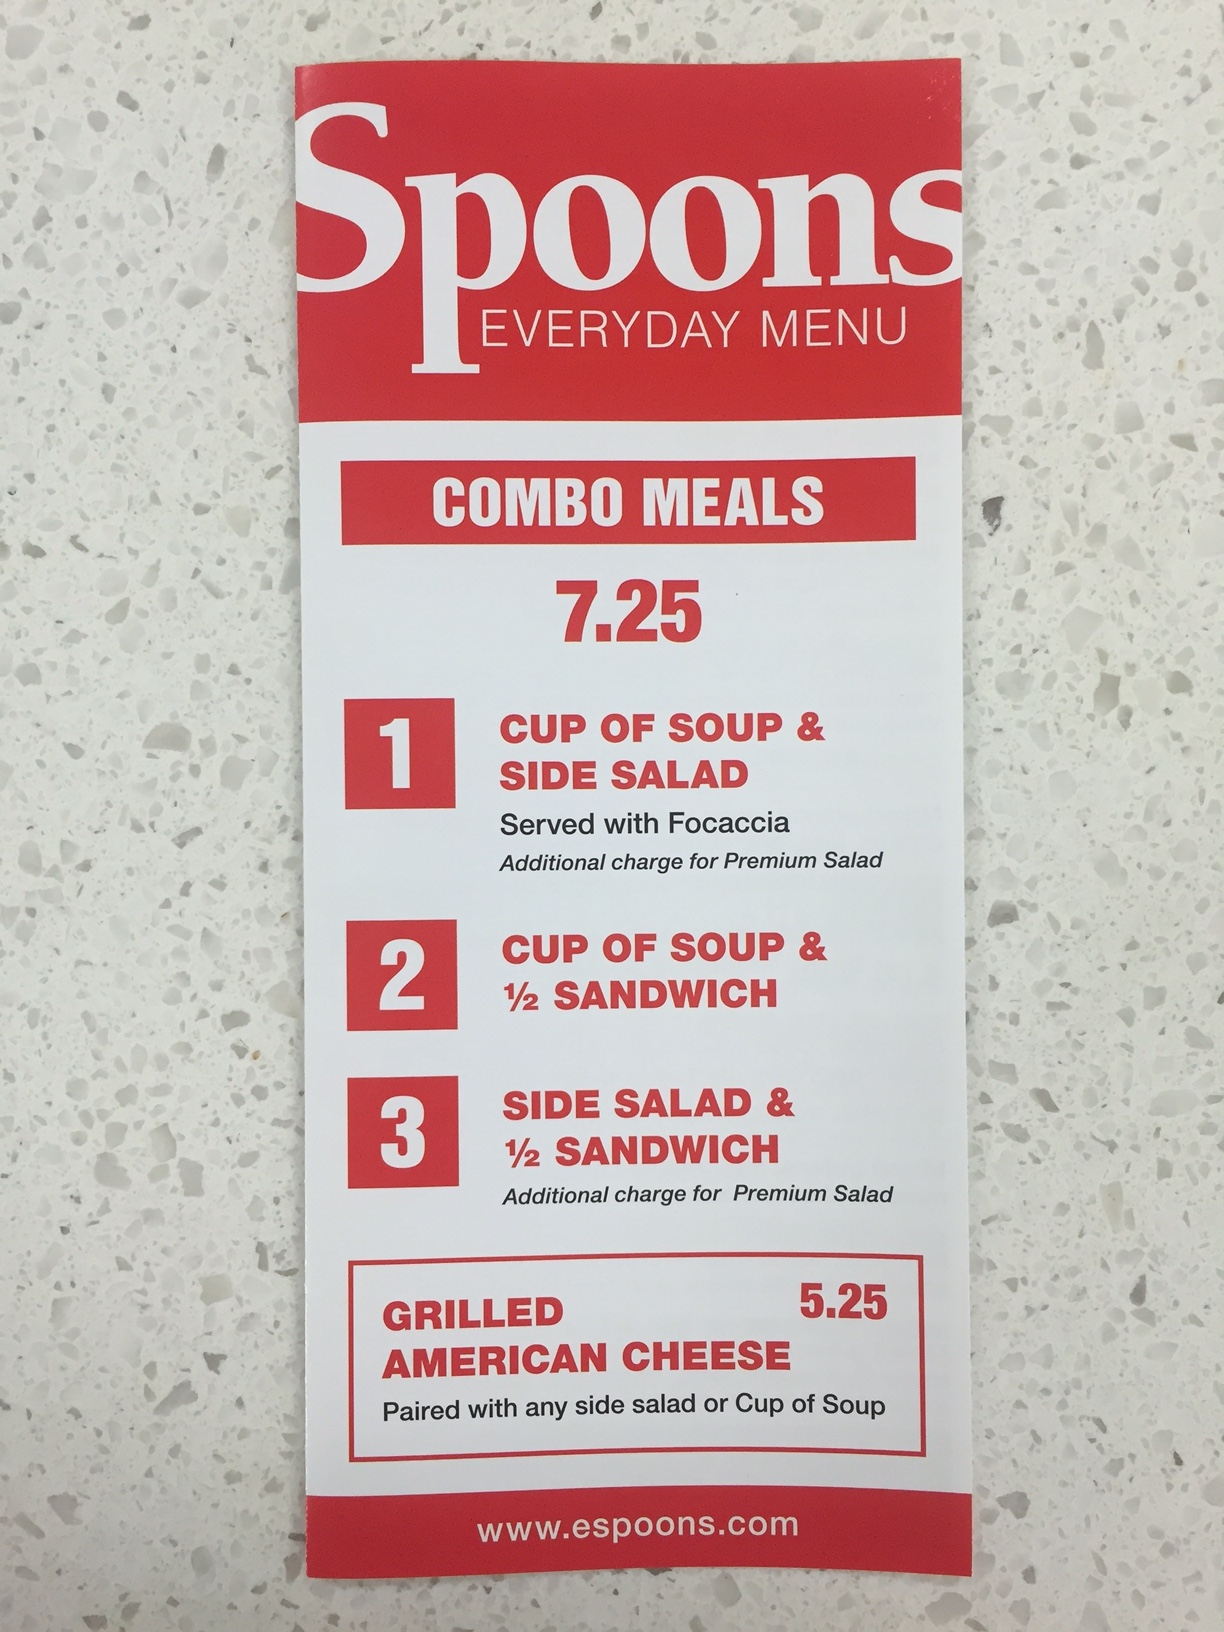 Spoons
EVERYDAY MENU
COMBO MEALS
7.25
1
CUP OF SOUP &
SIDE SALAD
Served with Focaccia
Additional charge for Premium Salad
2
CUP OF SOUP &
½ SANDWICH
3
SIDE SALAD &
½ SANDWICH
Additional charge for Premium Salad
GRILLED 5.25
AMERICAN CHEESE
Paired with any side salad or Cup of Soup
www.espoons.com